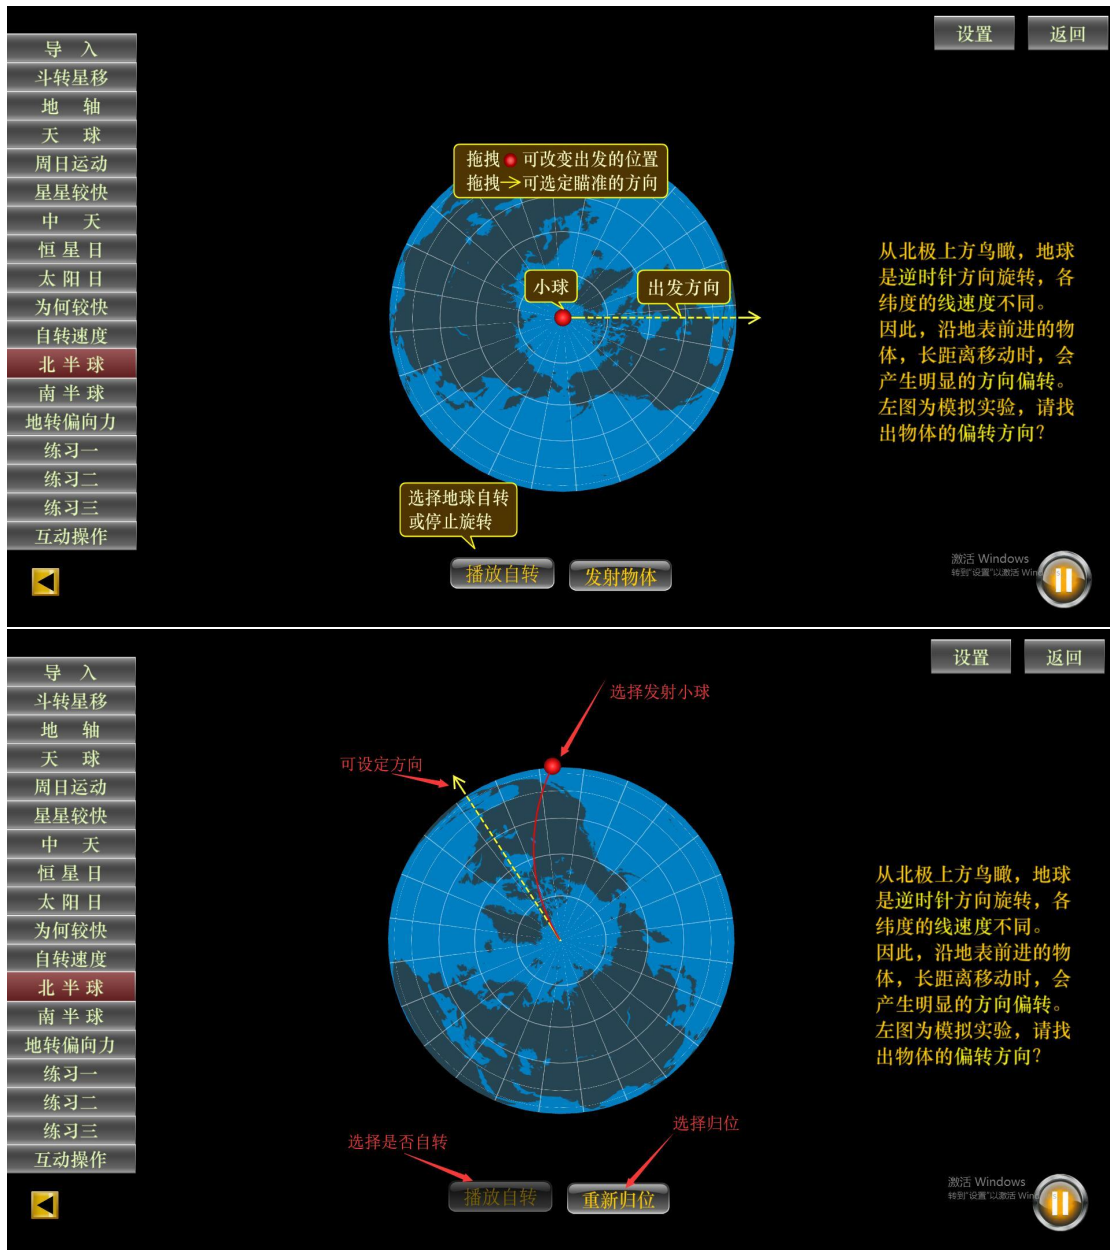 设置
返回
导 入
斗转星移
地 轴
天 球
周日运动
星星较快
中 天
恒 星 日
太 阳 日
为何较快
自转速度
北 半 球
南 半 球
地转偏向力
练习一
练习二
练习三
互动操作
拖拽 可改变出发的位置
拖拽→可选定瞄准的方向
小球
出发方向
选择地球自转
或停止旋转
播放自转
发射物体
从北极上方鸟瞰，地球
是逆时针方向旋转，各
纬度的线速度不同。
因此，沿地表前进的物
体，长距离移动时，会
产生明显的方向偏转。
左图为模拟实验，请找
出物体的偏转方向？
激活 Windows
转到"设置"以激活 Win
设置
返回
导 入
斗转星移
地 轴
天 球
周日运动
星星较快
中 天
恒 星 日
太 阳 日
为何较快
自转速度
北 半 球
南 半 球
地转偏向力
练习一
练习二
练习三
互动操作
选择发射小球
可设定方向
选择是否自转
选择归位
播放自转
重新归位
从北极上方鸟瞰，地球
是逆时针方向旋转，各
纬度的线速度不同。
因此，沿地表前进的物
体，长距离移动时，会
产生明显的方向偏转。
左图为模拟实验，请找
出物体的偏转方向？
激活 Windows
转到"设置"以激活 Win